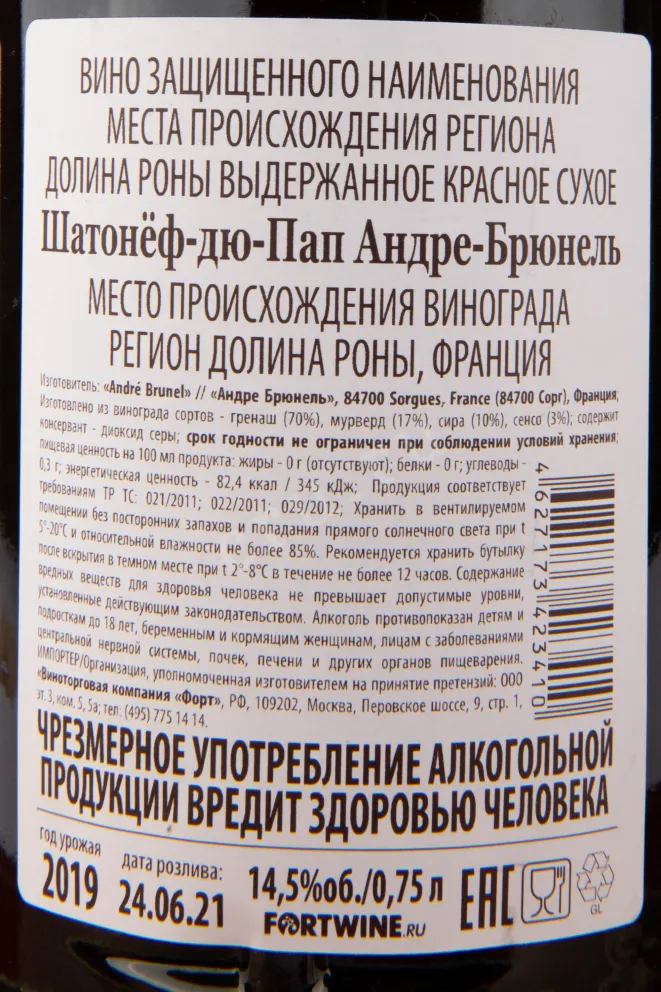 ВИНО ЗАЩИЩЕННОГО НАИМЕНОВАНИЯ
МЕСТА ПРОИСХОЖДЕНИЯ РЕГИОНА
ДОЛИНА РОНЫ ВЫДЕРЖАННОЕ КРАСНОЕ СУХОЕ
Шатонёф-дю-Пап Андре-Брюнель
МЕСТО ПРОИСХОЖДЕНИЯ ВИНОГРАДА
РЕГИОН ДОЛИНА РОНЫ, ФРАНЦИЯ
Изготовитель: «André Brunel» // «Андре Брюнель», 84700 Sorgues, France (84700 Сорг), Франция;
Изготовлено из винограда сортов - гренаш (70%), мурверд (17%), сира (10%), сенсо (3%); содержит
консервант - диоксид серы; срок годности не ограничен при соблюдении условий хранения;
пищевая ценность на 100 мл продукта: жиры - 0 г (отсутствуют); белки - 0 г; углеводы -
0,3 г; энергетическая ценность - 82,4 ккал / 345 кДж; Продукция соответствует
требованиям ТР ТС: 021/2011; 022/2011; 029/2012; Хранить в вентилируемом
помещении без посторонних запахов и попадания прямого солнечного света при t
5°-20°C и относительной влажности не более 85%. Рекомендуется хранить бутылку
после вскрытия в темном месте при t 2°-8°C в течение не более 12 часов. Содержание
вредных веществ для здоровья человека не превышает допустимые уровни,
установленные действующим законодательством. Алкоголь противопоказан детям и
подросткам до 18 лет, беременным и кормящим женщинам, лицам с заболеваниями
центральной нервной системы, почек, печени и других органов пищеварения.
ИМПОРТЕР/Организация, уполномоченная изготовителем на принятие претензий: ООО
«Виноторговая компания «Форт», РФ, 109202, Москва, Перовское шоссе, 9, стр. 1,
эт. 3, ком. 5, 5а; тел: (495) 775 14 14.
4 627173 423410
ЧРЕЗМЕРНОЕ УПОТРЕБЛЕНИЕ АЛКОГОЛЬНОЙ
ПРОДУКЦИИ ВРЕДИТ ЗДОРОВЬЮ ЧЕЛОВЕКА
год урожая
2019
дата розлива:
24.06.21
14,5%об./0,75 л
FORTWINE.RU
EAC
GL